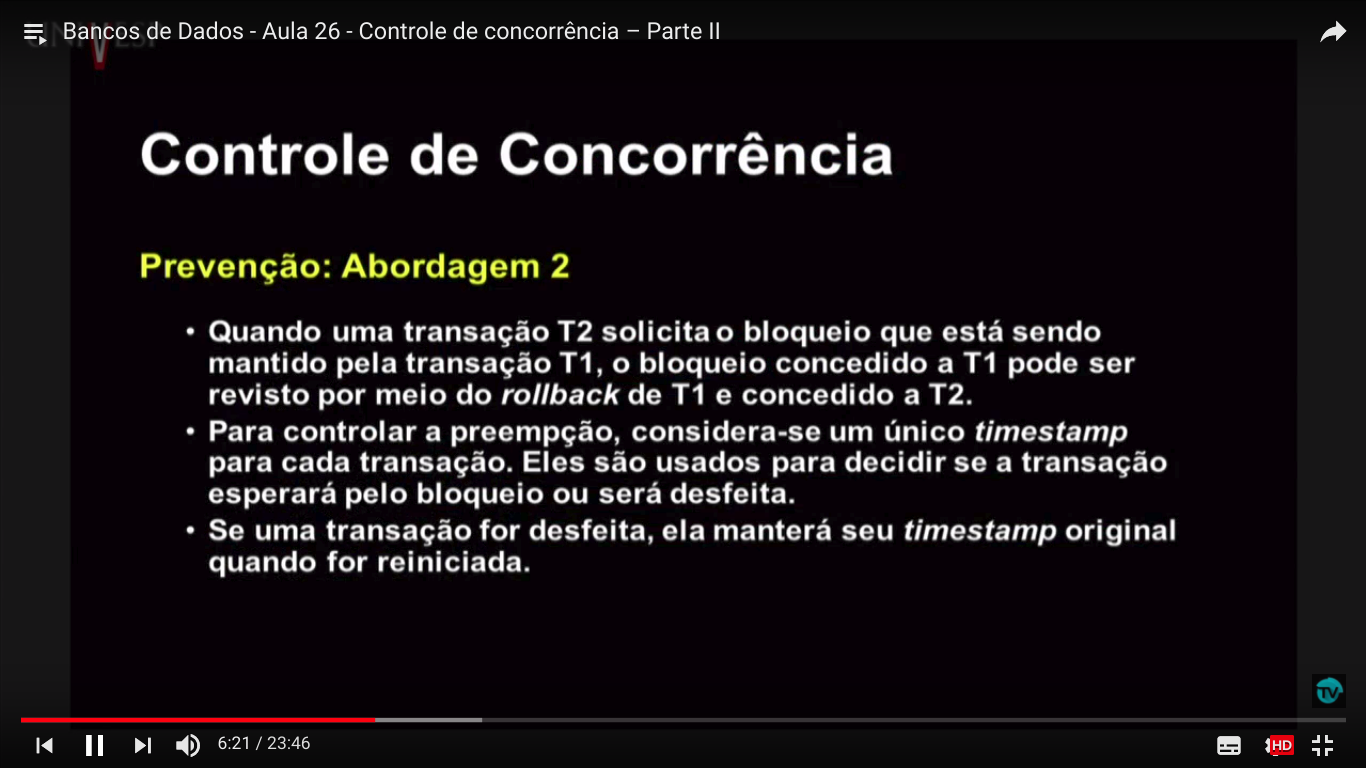 Bancos de Dados - Aula 26 - Controle de concorrência – Parte II
Controle de Concorrência
Prevenção: Abordagem 2
• Quando uma transação T2 solicita o bloqueio que está sendo
mantido pela transação T1, o bloqueio concedido a T1 pode ser
revisto por meio do rollback de T1 e concedido a T2.
• Para controlar a preempção, considera-se um único timestamp
para cada transação. Eles são usados para decidir se a transação
esperará pelo bloqueio ou será desfeita.
• Se uma transação for desfeita, ela manterá seu timestamp original
quando for reiniciada.
TV
6:21 / 23:46
HD